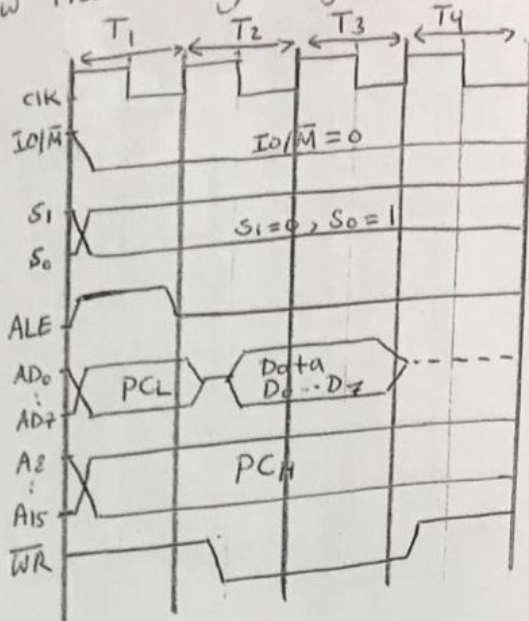 T1 T2 T3 T4
CLK
IO/M̅
IO/M̅=0
S1
S0
S1=0, S0=1
ALE
AD0
⋮
AD7
PCL
Data
D0...D7
A8
⋮
A15
PCH
W̅R̅